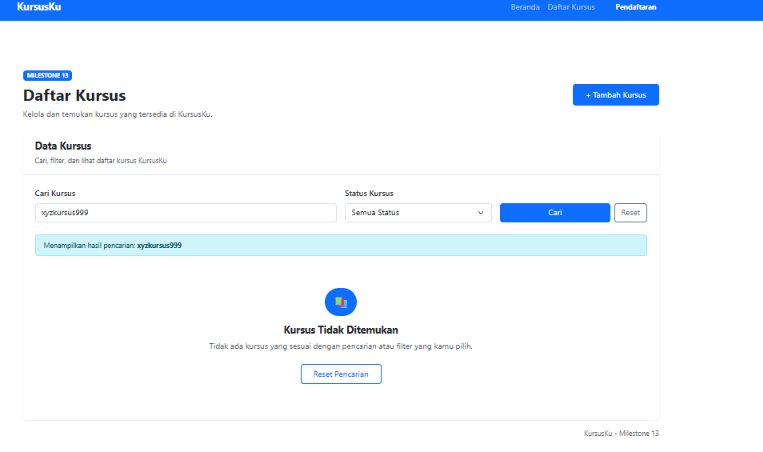 KursusKu Beranda Daftar Kursus Pendaftaran
MILESTONE 13
Daftar Kursus
+ Tambah Kursus
Kelola dan temukan kursus yang tersedia di KursusKu.
Data Kursus
Cari, filter, dan lihat daftar kursus KursusKu
Cari Kursus Status Kursus
xyzkursus999 Semua Status Cari Reset
Menampilkan hasil pencarian: xyzkursus999
Kursus Tidak Ditemukan
Tidak ada kursus yang sesuai dengan pencarian atau filter yang kamu pilih.
Reset Pencarian
KursusKu - Milestone 13